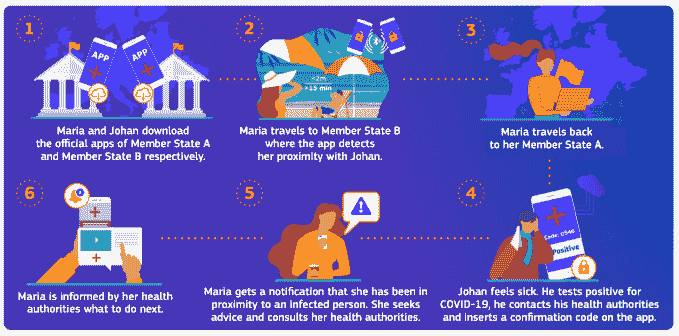 1
APP
APP
Maria and Johan download
the official apps of Member State A
and Member State B respectively.
2
<2m
>15 min
Maria travels to Member State B
where the app detects
her proximity with Johan.
3
Maria travels back
to her Member State A.
4
Positive
Johan feels sick. He tests positive for
COVID-19, he contacts his health authorities
and inserts a confirmation code on the app.
5
Maria gets a notification that she has been in
proximity to an infected person. She seeks
advice and consults her health authorities.
6
Maria is informed by her health
authorities what to do next.